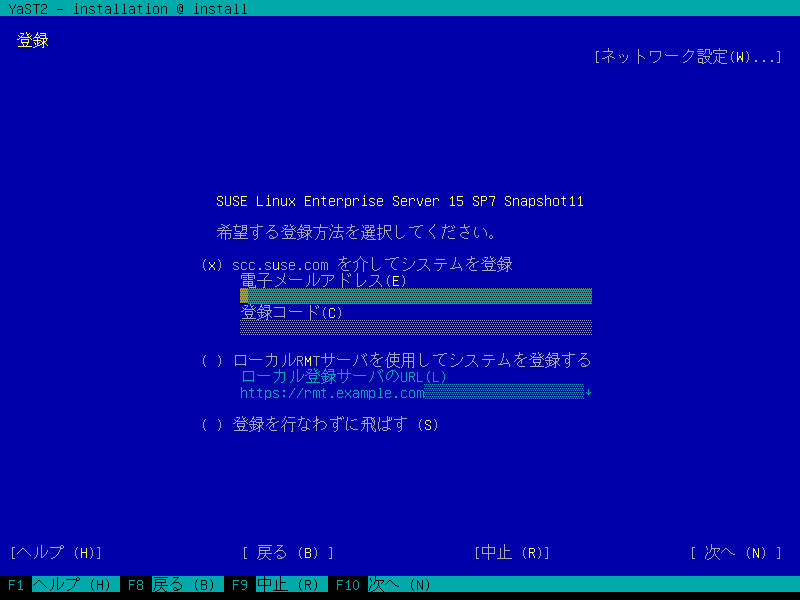 YaST2 - installation @ install
登録
[ネットワーク設定(W)...]
SUSE Linux Enterprise Server 15 SP7 Snapshot11
希望する登録方法を選択してください。
(x) scc.suse.com を介してシステムを登録
電子メールアドレス(E)
登録コード(C)
( ) ローカルRMTサーバを使用してシステムを登録する
ローカル登録サーバのURL(L)
https://rmt.example.com
( ) 登録を行なわずに飛ばす (S)
[ヘルプ (H)] [ 戻る (B) ] [中止 (R)] [ 次へ (N) ]
F1 ヘルプ (H) F8 戻る (B) F9 中止 (R) F10 次へ (N)